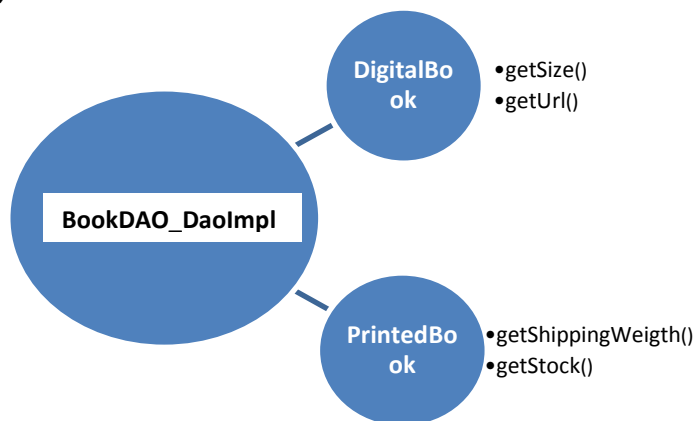 DigitalBo
ok
•getSize()
•getUrl()
BookDAO_DaoImpl
PrintedBo
ok
•getShippingWeigth()
•getStock()